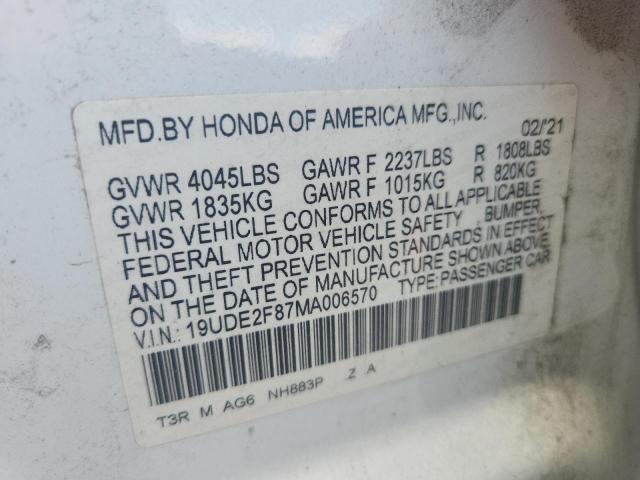 MFD.BY HONDA OF AMERICA MFG.,INC. 02/'21
GVWR 4045LBS GAWR F 2237LBS R 1808LBS
GVWR 1835KG GAWR F 1015KG R 820KG
THIS VEHICLE CONFORMS TO ALL APPLICABLE
FEDERAL MOTOR VEHICLE SAFETY BUMPER,
AND THEFT PREVENTION STANDARDS IN EFFECT
ON THE DATE OF MANUFACTURE SHOWN ABOVE.
V.I.N.: 19UDE2F87MA006570 TYPE:PASSENGER CAR
T3R M AG6 NH883P Z A